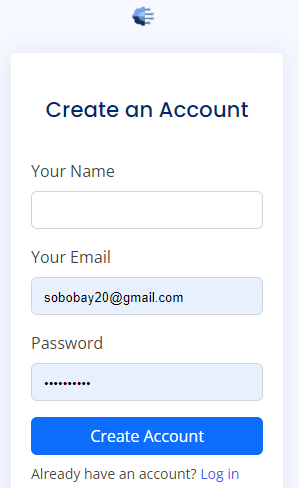 Create an Account
Your Name
Your Email
sobobay20@gmail.com
Password
••••••••••
Create Account
Already have an account? Log in